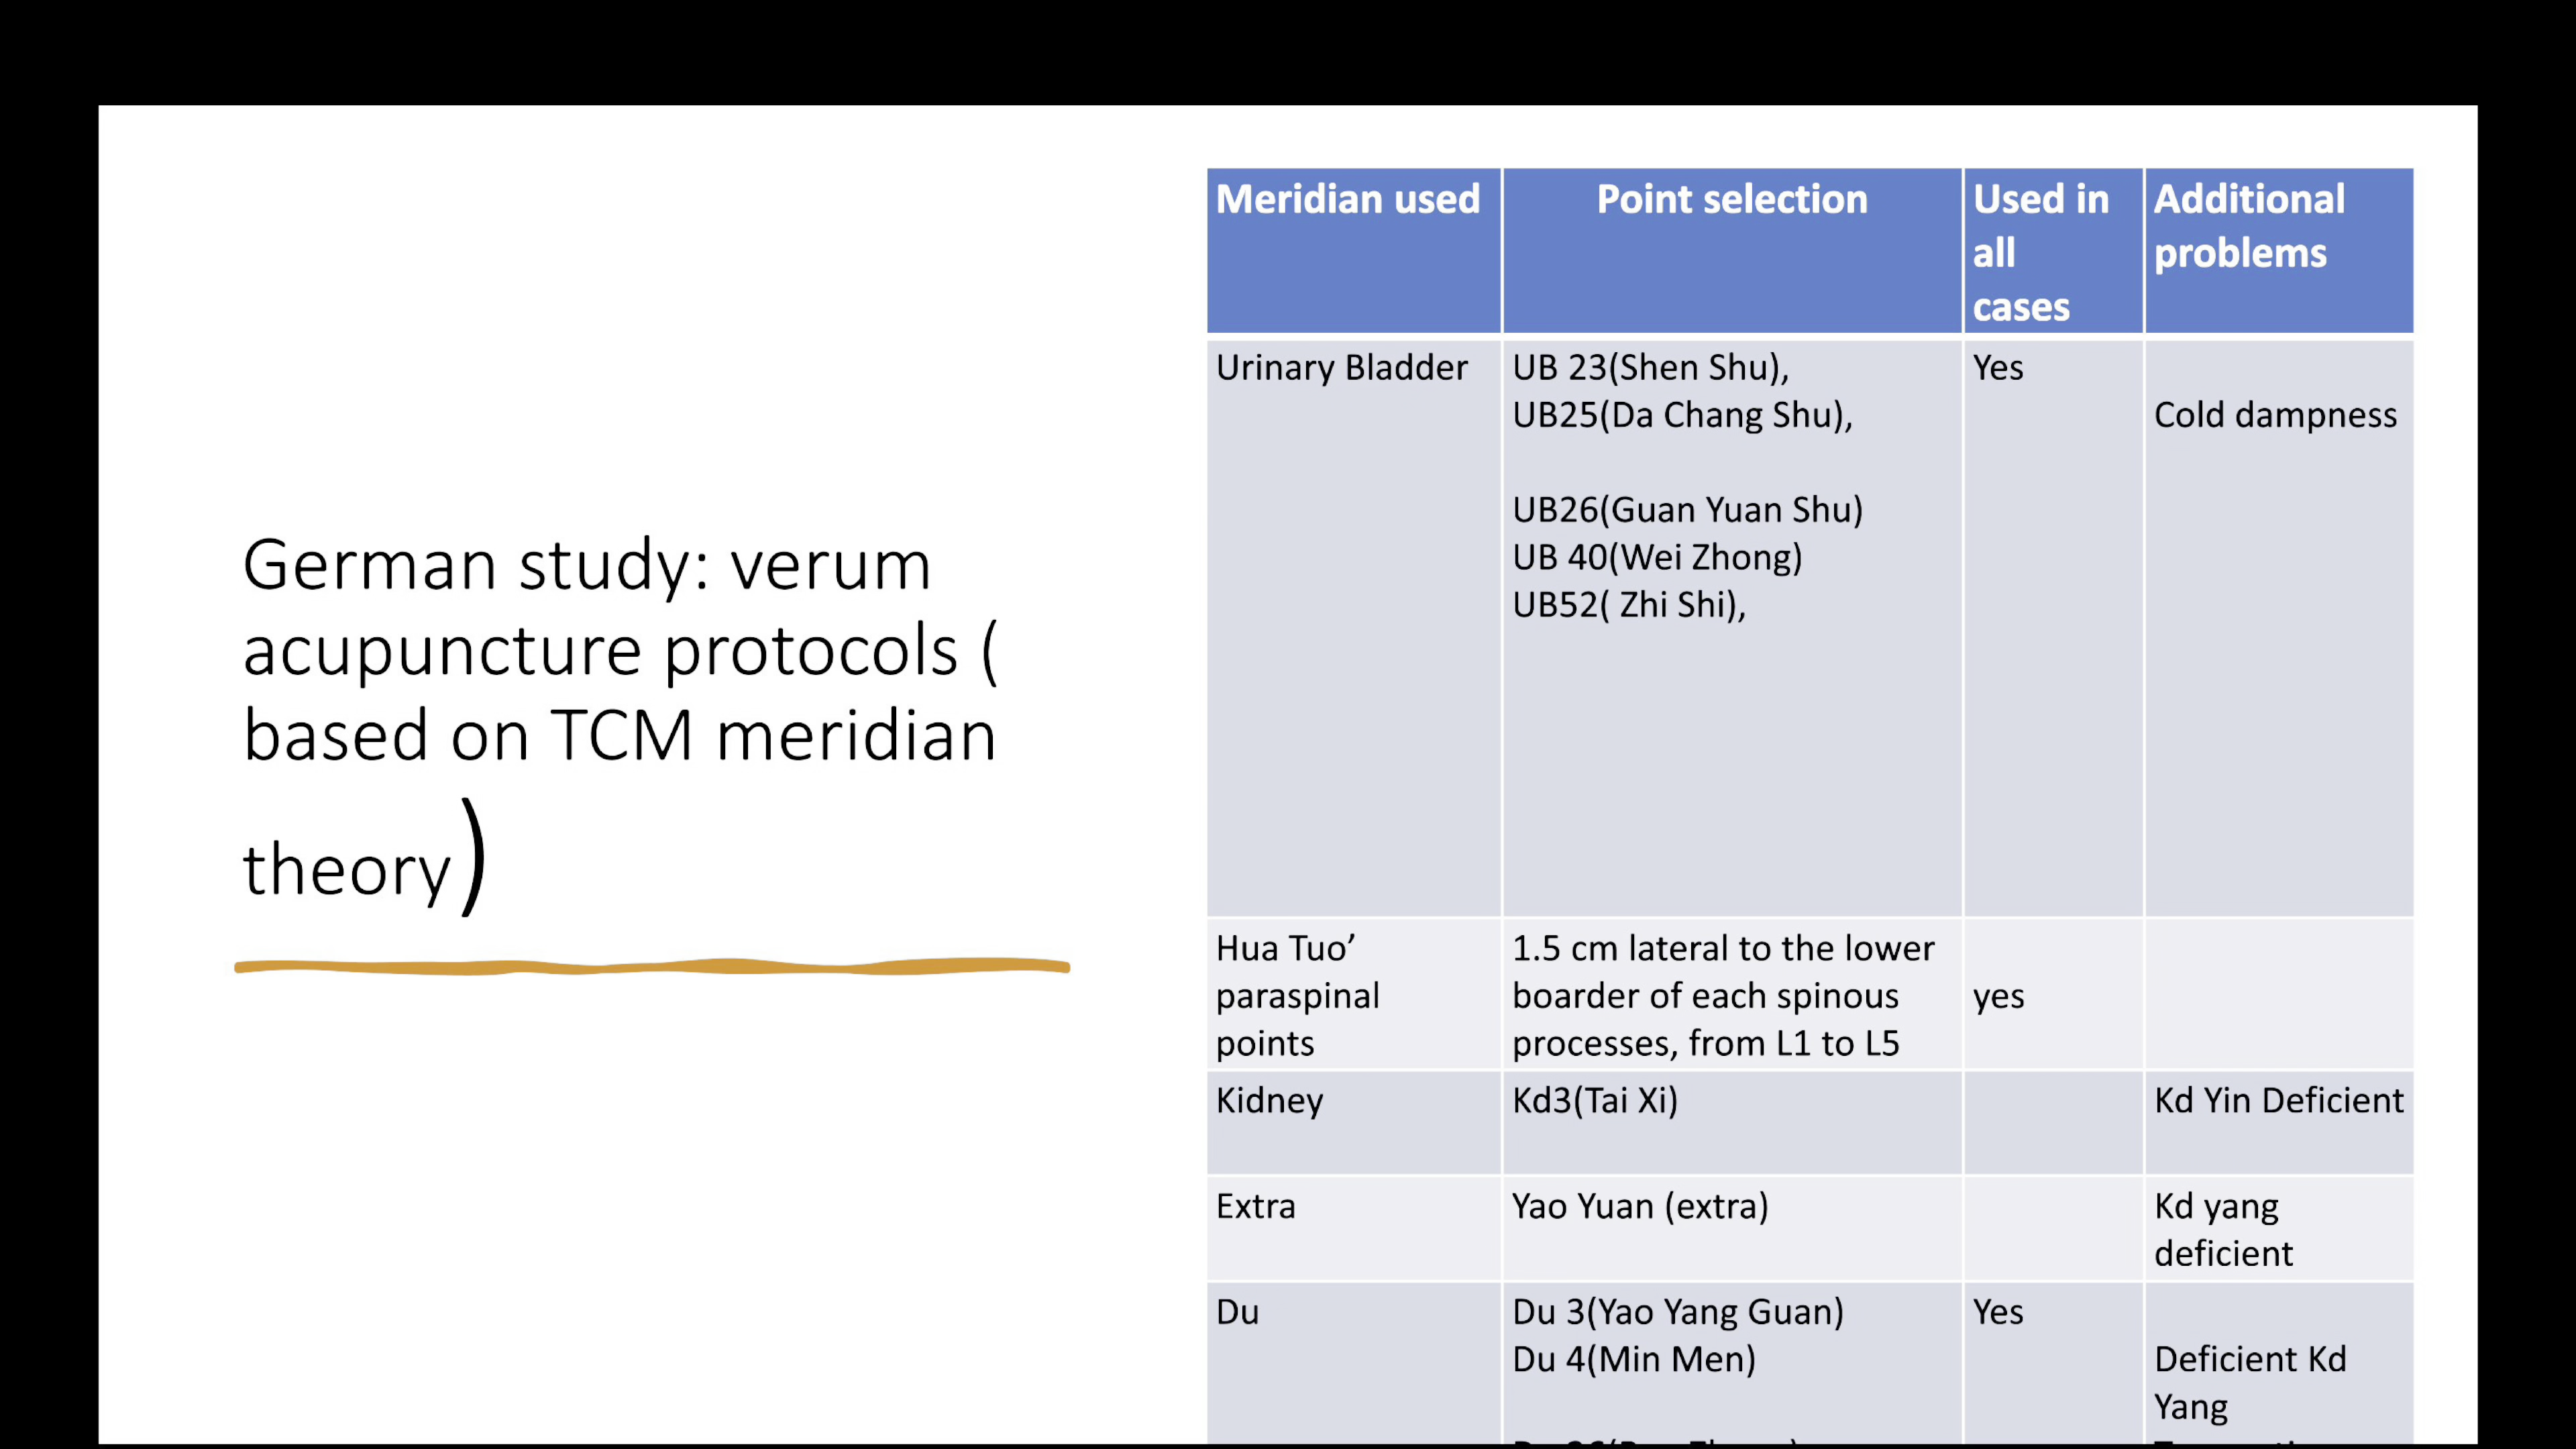 German study: verum
acupuncture protocols (
based on TCM meridian
theory)
Meridian used
Point selection
Used in
all
cases
Additional
problems
Urinary Bladder
UB 23(Shen Shu),
UB25(Da Chang Shu),
UB26(Guan Yuan Shu)
UB 40(Wei Zhong)
UB52( Zhi Shi),
Yes
Cold dampness
Hua Tuo’
paraspinal
points
1.5 cm lateral to the lower
boarder of each spinous
processes, from L1 to L5
yes
Kidney
Kd3(Tai Xi)
Kd Yin Deficient
Extra
Yao Yuan (extra)
Kd yang
deficient
Du
Du 3(Yao Yang Guan)
Du 4(Min Men)
Yes
Deficient Kd
Yang